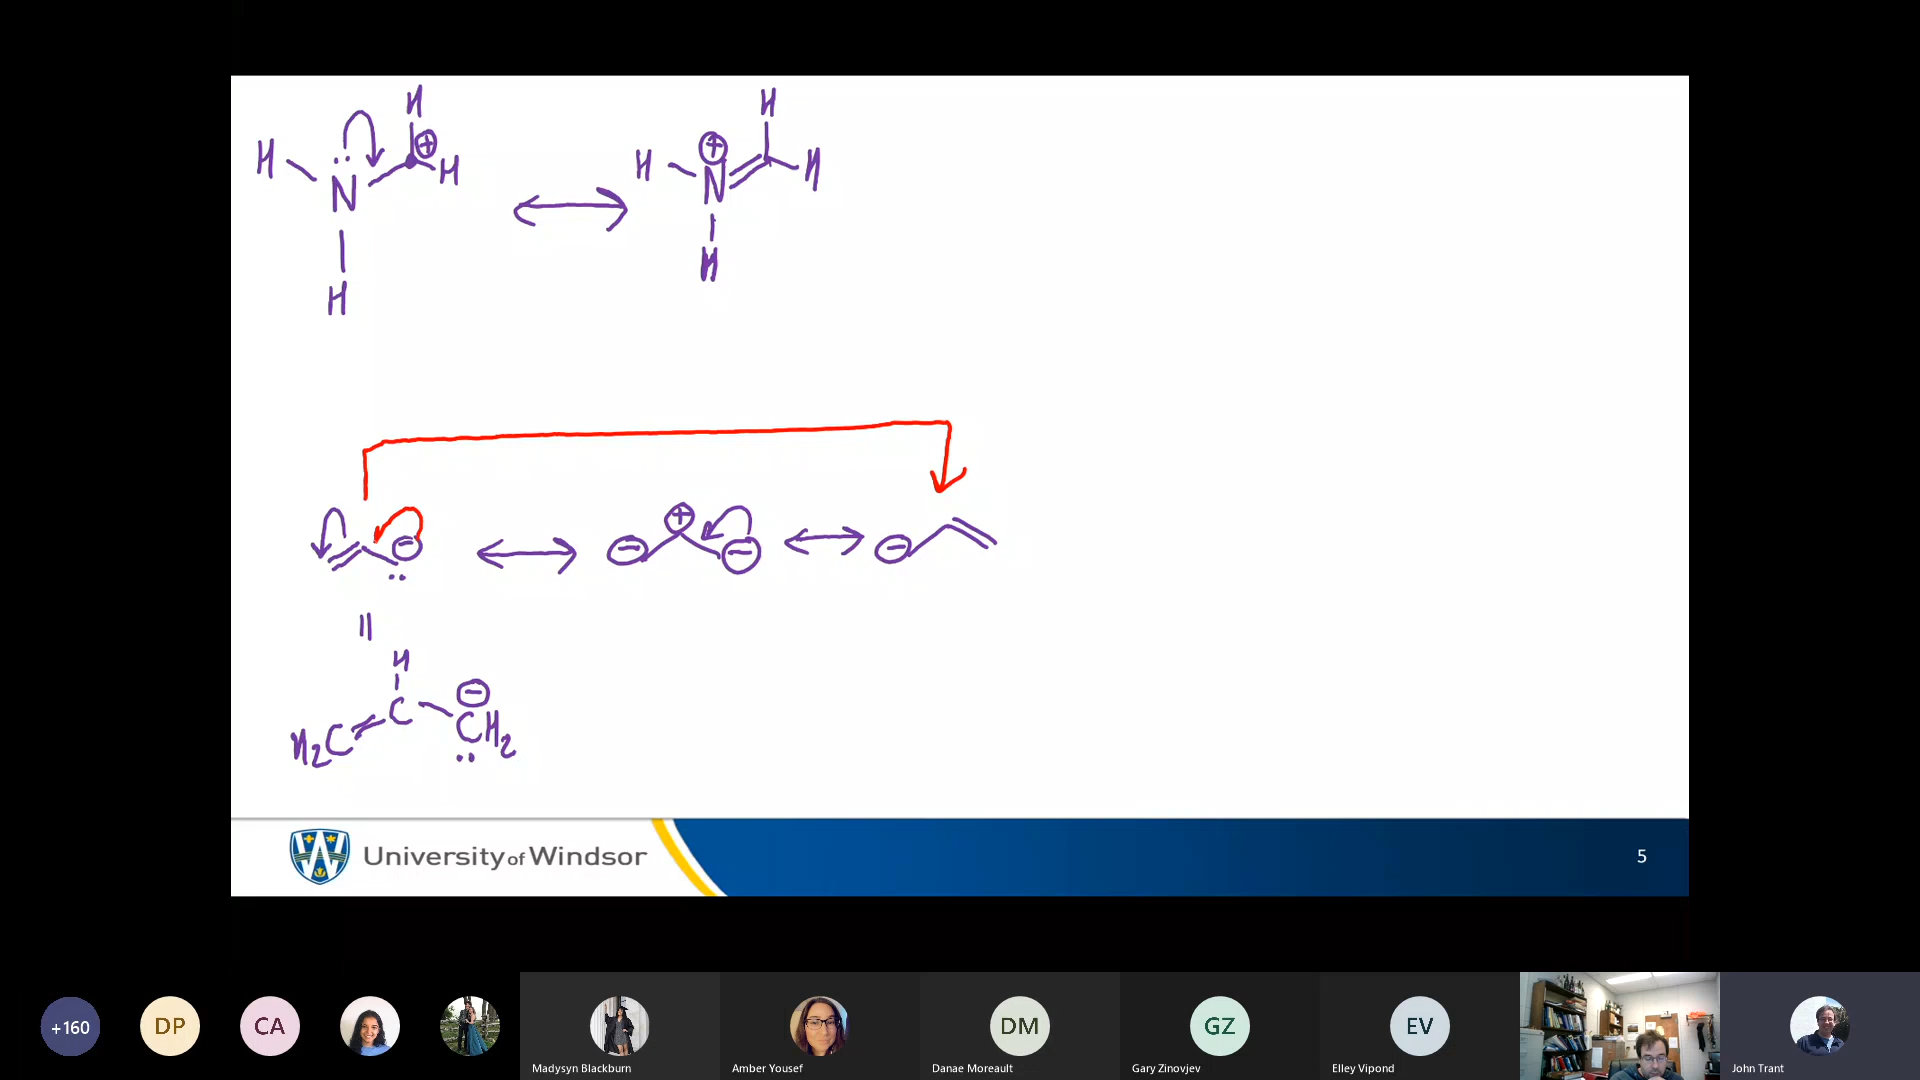 H
H N ⊕ H
H
H
H ⊕ N H
H
⊖
⊖ ⊕ ⊖
⊖
H
H₂C C ⊖ CH₂
University of Windsor
5
+160
DP
CA
Madysyn Blackburn
Amber Yousef
DM
Danae Moreault
GZ
Gary Zinovjev
EV
Elley Vipond
John Trant